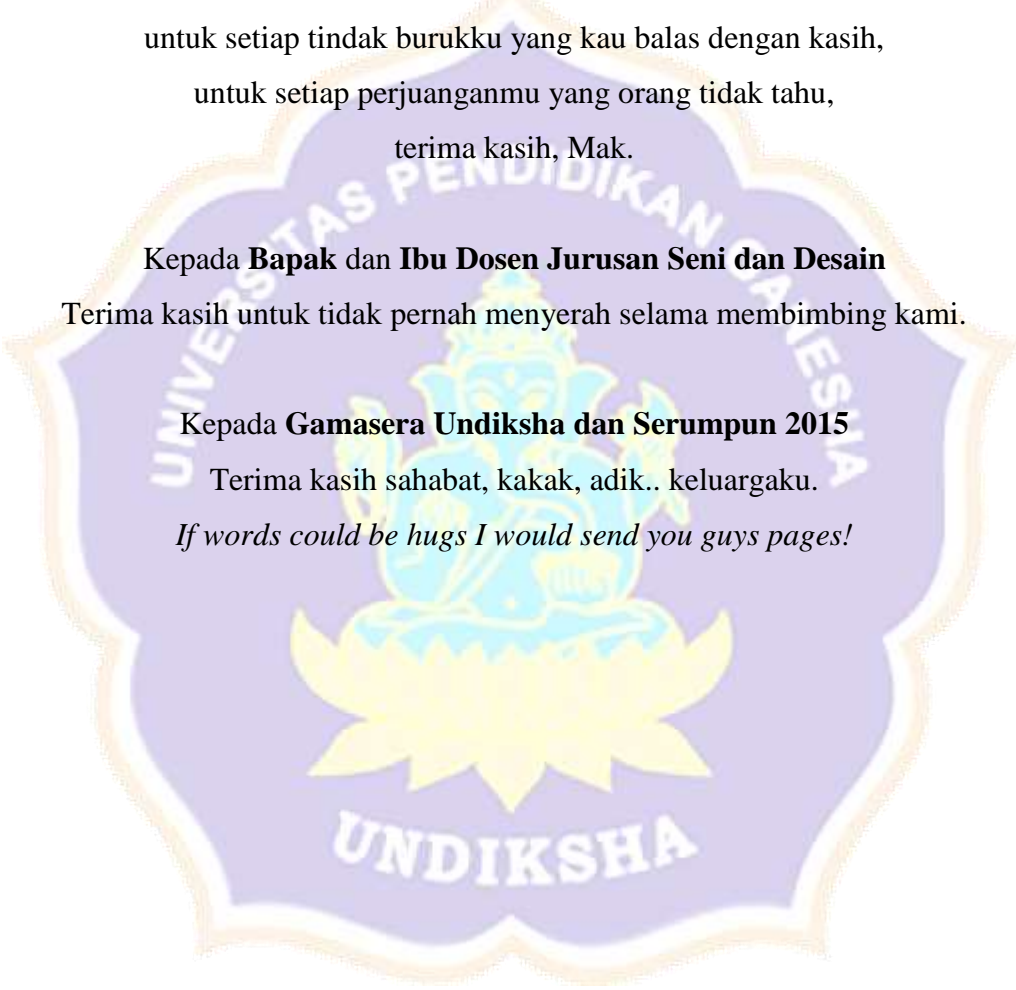 untuk setiap tindak burukku yang kau balas dengan kasih,
untuk setiap perjuanganmu yang orang tidak tahu,
terima kasih, Mak.
Kepada Bapak dan Ibu Dosen Jurusan Seni dan Desain
Terima kasih untuk tidak pernah menyerah selama membimbing kami.
Kepada Gamasera Undiksha dan Serumpun 2015
Terima kasih sahabat, kakak, adik.. keluargaku.
If words could be hugs I would send you guys pages!
UNIVERSITAS PENDIDIKAN GANESHA
UNDIKSHA